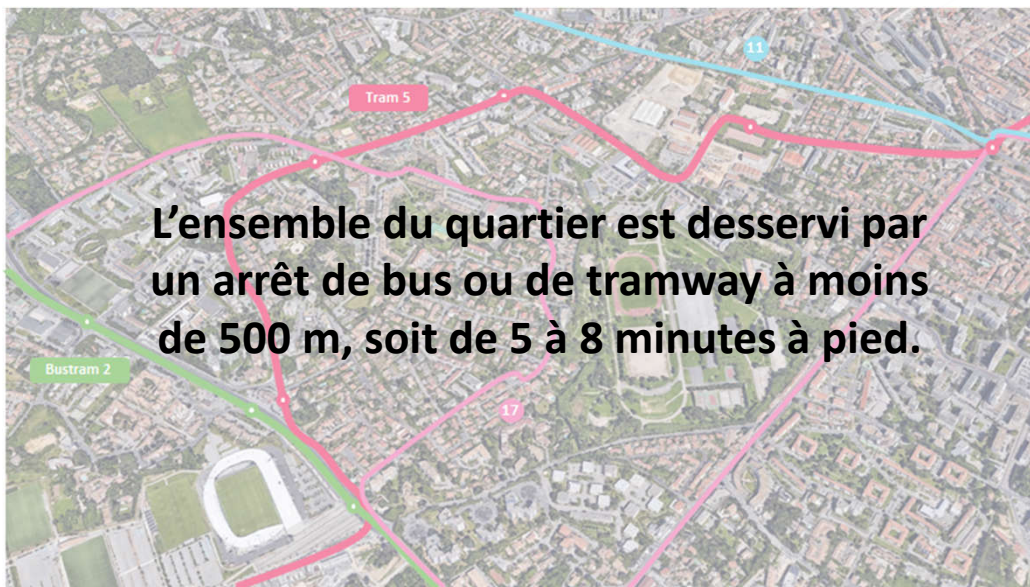 11
Tram 5
L'ensemble du quartier est desservi par
un arrêt de bus ou de tramway à moins
de 500 m, soit de 5 à 8 minutes à pied.
Bustram 2
17